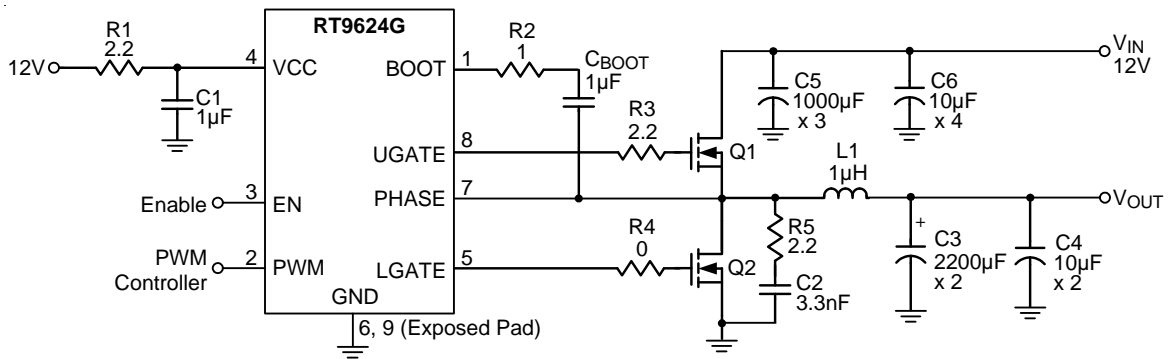 RT9624G
12V
R1
2.2
C1
1µF
4
VCC
BOOT
1
R2
1
CBOOT
1µF
UGATE
8
R3
2.2
Q1
C5
1000µF
x 3
C6
10µF
x 4
VIN
12V
Enable
3
EN
PHASE
7
L1
1µH
VOUT
PWM
Controller
2
PWM
LGATE
5
R4
0
Q2
R5
2.2
C2
3.3nF
+
C3
2200µF
x 2
C4
10µF
x 2
GND
6, 9 (Exposed Pad)